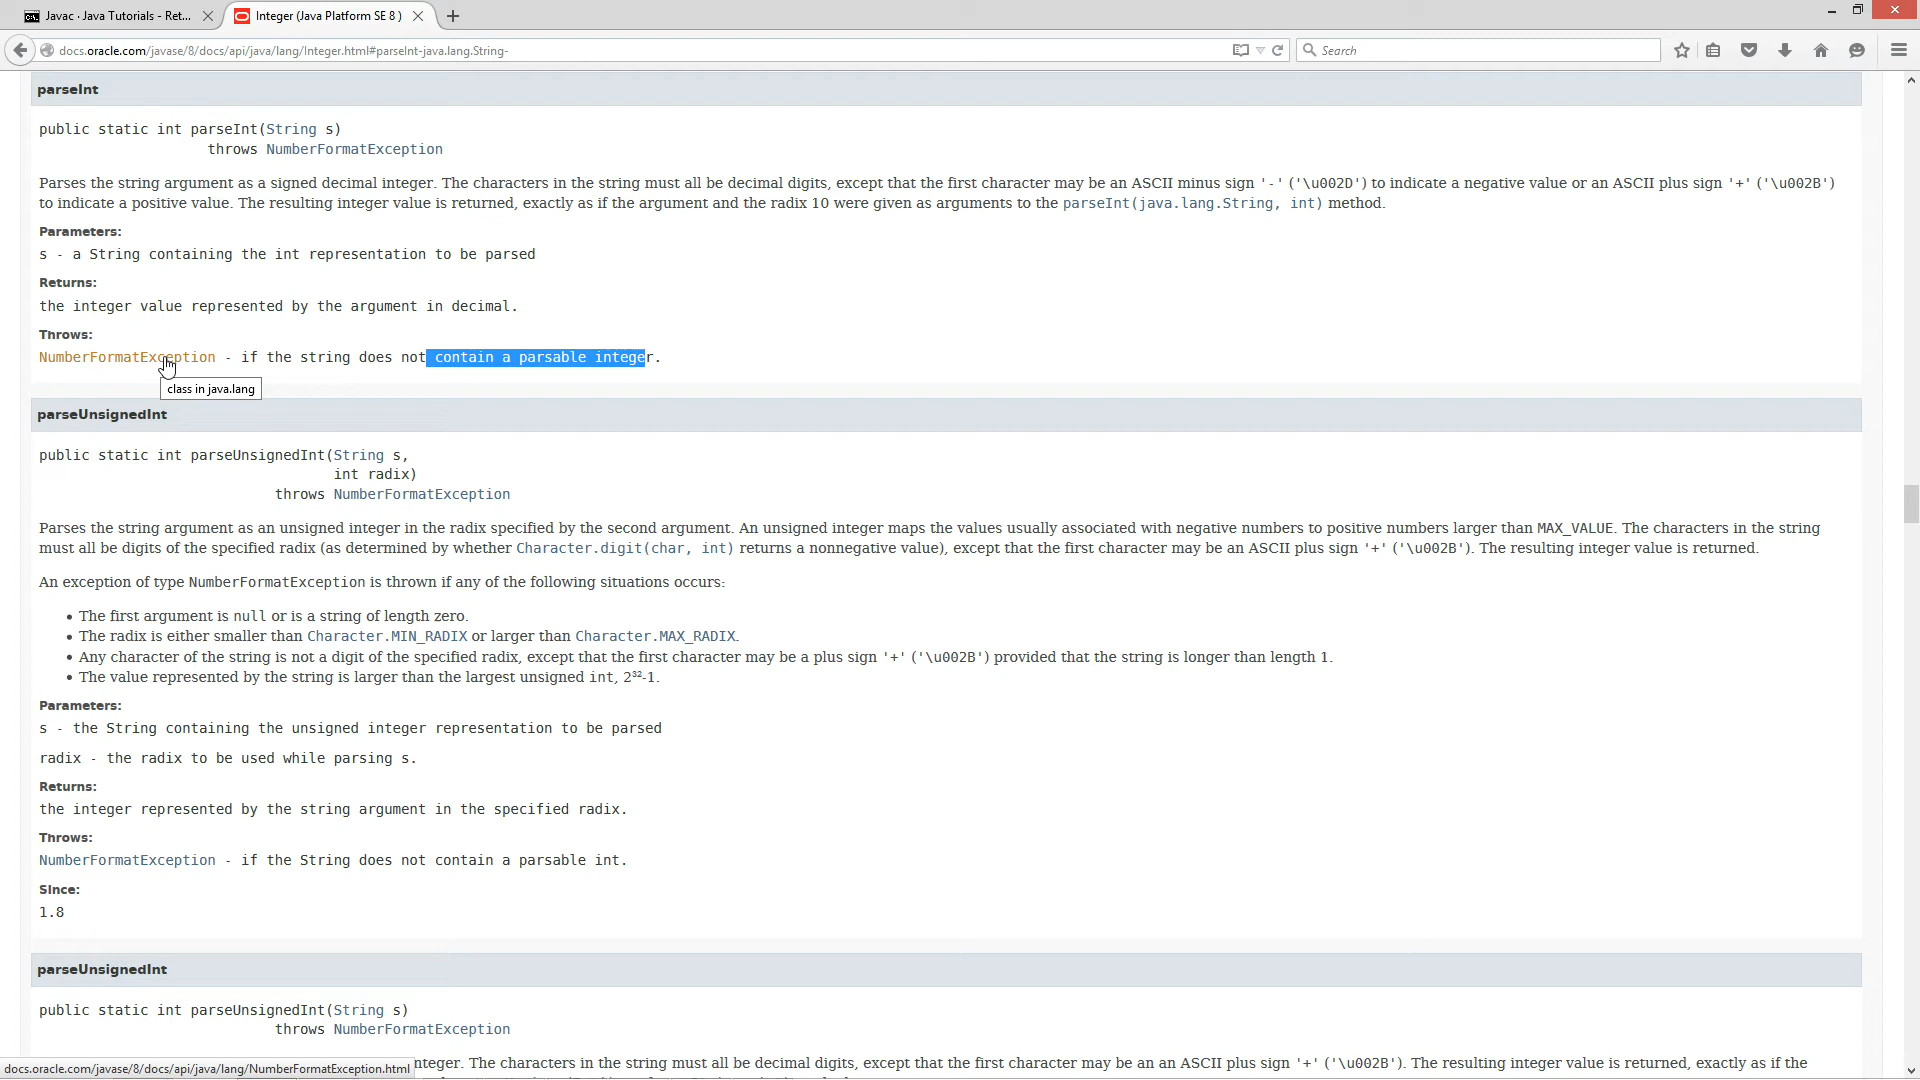 Javac · Java Tutorials - Ret...
Integer (Java Platform SE 8 )
docs.oracle.com/javase/8/docs/api/java/lang/Integer.html#parseInt-java.lang.String-
Search
parseInt
public static int parseInt(String s)
throws NumberFormatException
Parses the string argument as a signed decimal integer. The characters in the string must all be decimal digits, except that the first character may be an ASCII minus sign '-' ('\u002D') to indicate a negative value or an ASCII plus sign '+' ('\u002B')
to indicate a positive value. The resulting integer value is returned, exactly as if the argument and the radix 10 were given as arguments to the parseInt(java.lang.String, int) method.
Parameters:
s - a String containing the int representation to be parsed
Returns:
the integer value represented by the argument in decimal.
Throws:
NumberFormatException - if the string does not contain a parsable integer.
class in java.lang
parseUnsignedInt
public static int parseUnsignedInt(String s,
int radix)
throws NumberFormatException
Parses the string argument as an unsigned integer in the radix specified by the second argument. An unsigned integer maps the values usually associated with negative numbers to positive numbers larger than MAX_VALUE. The characters in the string
must all be digits of the specified radix (as determined by whether Character.digit(char, int) returns a nonnegative value), except that the first character may be an ASCII plus sign '+' ('\u002B'). The resulting integer value is returned.
An exception of type NumberFormatException is thrown if any of the following situations occurs:
• The first argument is null or is a string of length zero.
• The radix is either smaller than Character.MIN_RADIX or larger than Character.MAX_RADIX.
• Any character of the string is not a digit of the specified radix, except that the first character may be a plus sign '+' ('\u002B') provided that the string is longer than length 1.
• The value represented by the string is larger than the largest unsigned int, 2³²-1.
Parameters:
s - the String containing the unsigned integer representation to be parsed
radix - the radix to be used while parsing s.
Returns:
the integer represented by the string argument in the specified radix.
Throws:
NumberFormatException - if the String does not contain a parsable int.
Since:
1.8
parseUnsignedInt
public static int parseUnsignedInt(String s)
throws NumberFormatException
nteger. The characters in the string must all be decimal digits, except that the first character may be an an ASCII plus sign '+' ('\u002B'). The resulting integer value is returned, exactly as if the
docs.oracle.com/javase/8/docs/api/java/lang/NumberFormatException.html